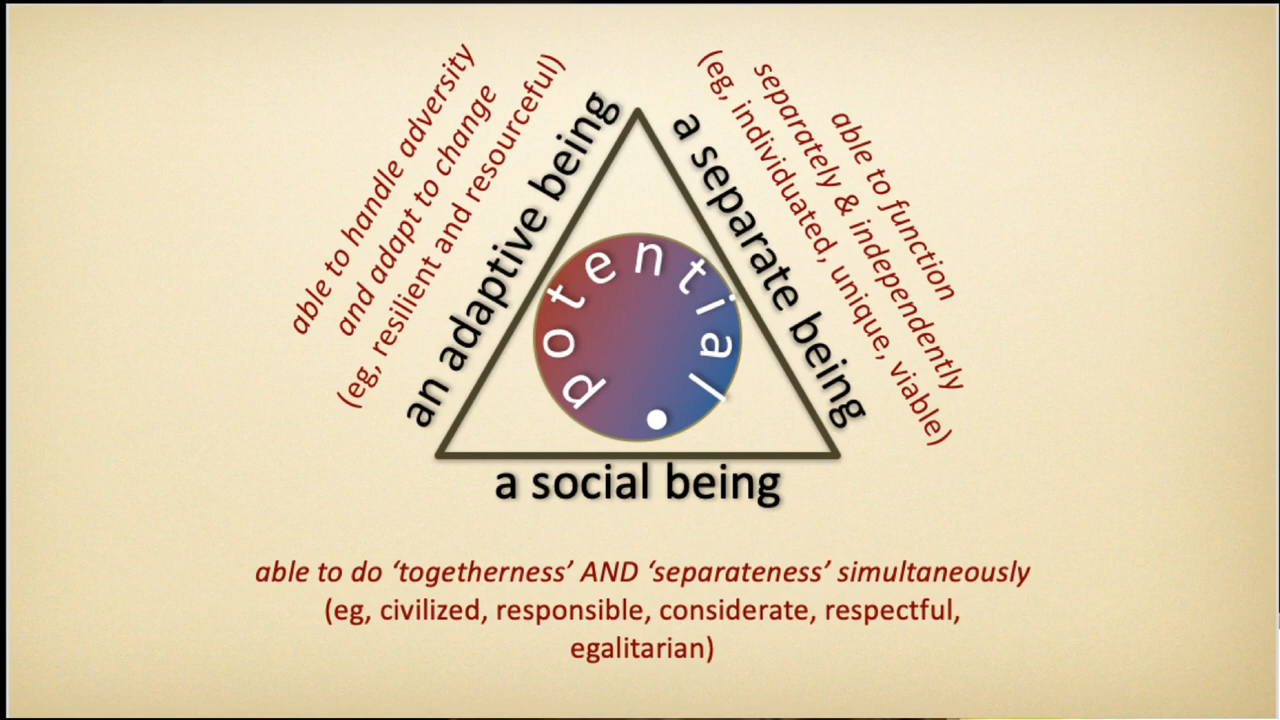 able to handle adversity
and adapt to change
(eg, resilient and resourceful)
an adaptive being
able to function
separately & independently
(eg, individuated, unique, viable)
a separate being
potential
a social being
able to do ‘togetherness’ AND ‘separateness’ simultaneously
(eg, civilized, responsible, considerate, respectful,
egalitarian)